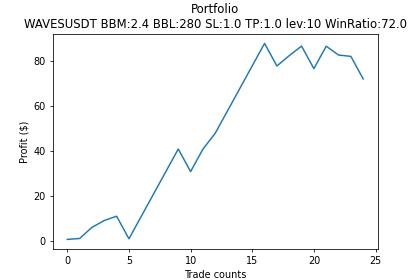 Portfolio
WAVESUSDT BBM:2.4 BBL:280 SL:1.0 TP:1.0 lev:10 WinRatio:72.0
80
60
40
20
0
Profit ($)
0 5 10 15 20 25
Trade counts